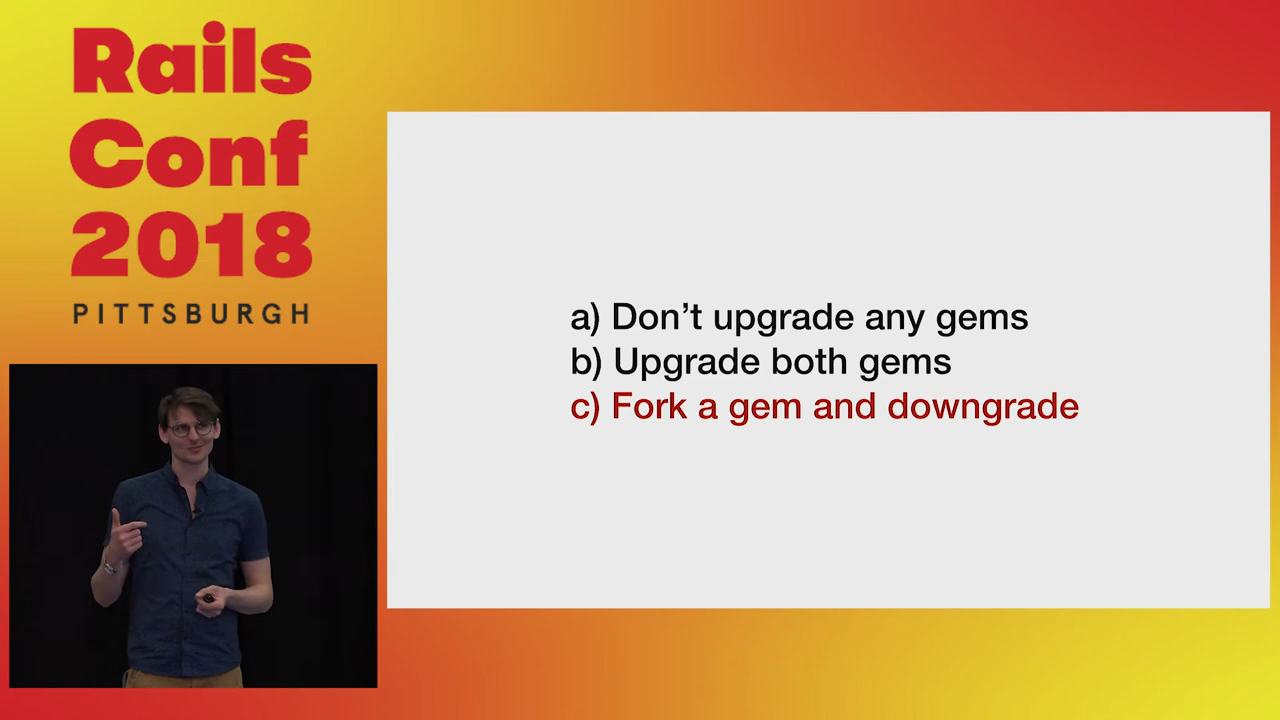 Rails
Conf
2018
PITTSBURGH
a) Don’t upgrade any gems
b) Upgrade both gems
c) Fork a gem and downgrade